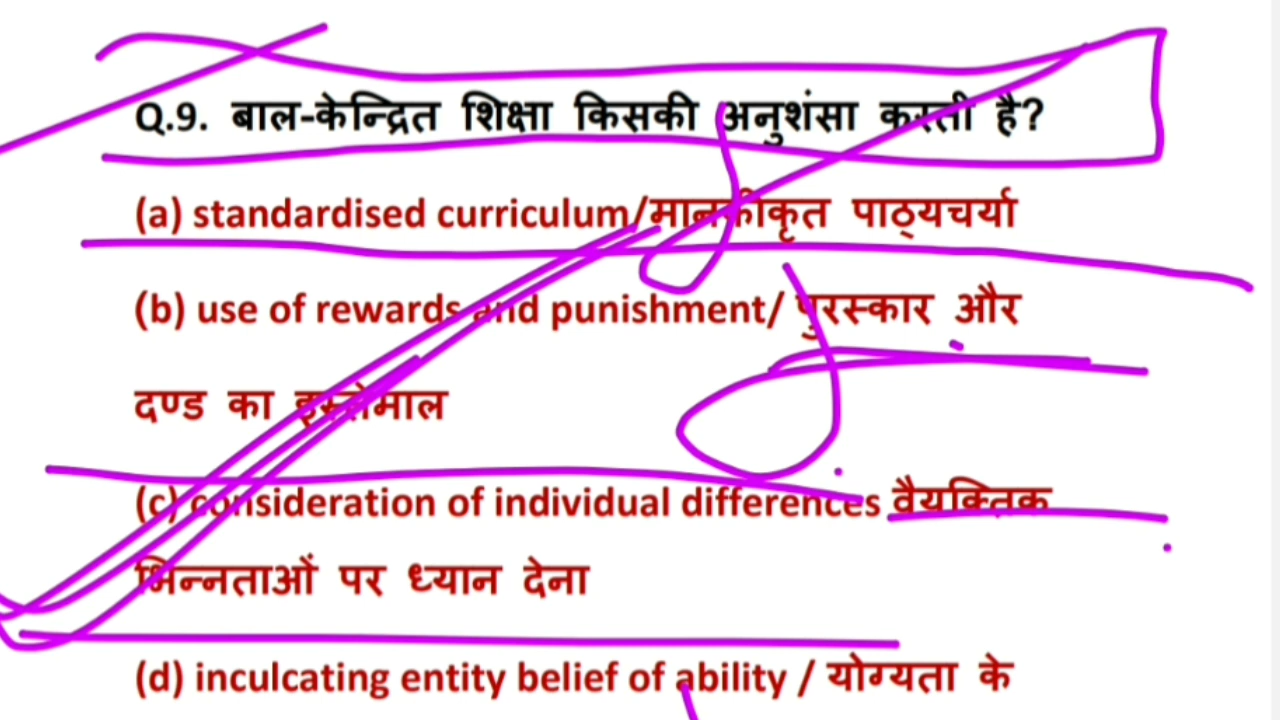 Q.9. बाल-केन्द्रित शिक्षा किसकी अनुशंसा करती है?
(a) standardised curriculum/मानकीकृत पाठ्यचर्या
(b) use of rewards and punishment/ पुरस्कार और
दण्ड का इस्तेमाल
(c) consideration of individual differences वैयक्तिक
भिन्नताओं पर ध्यान देना
(d) inculcating entity belief of ability / योग्यता के